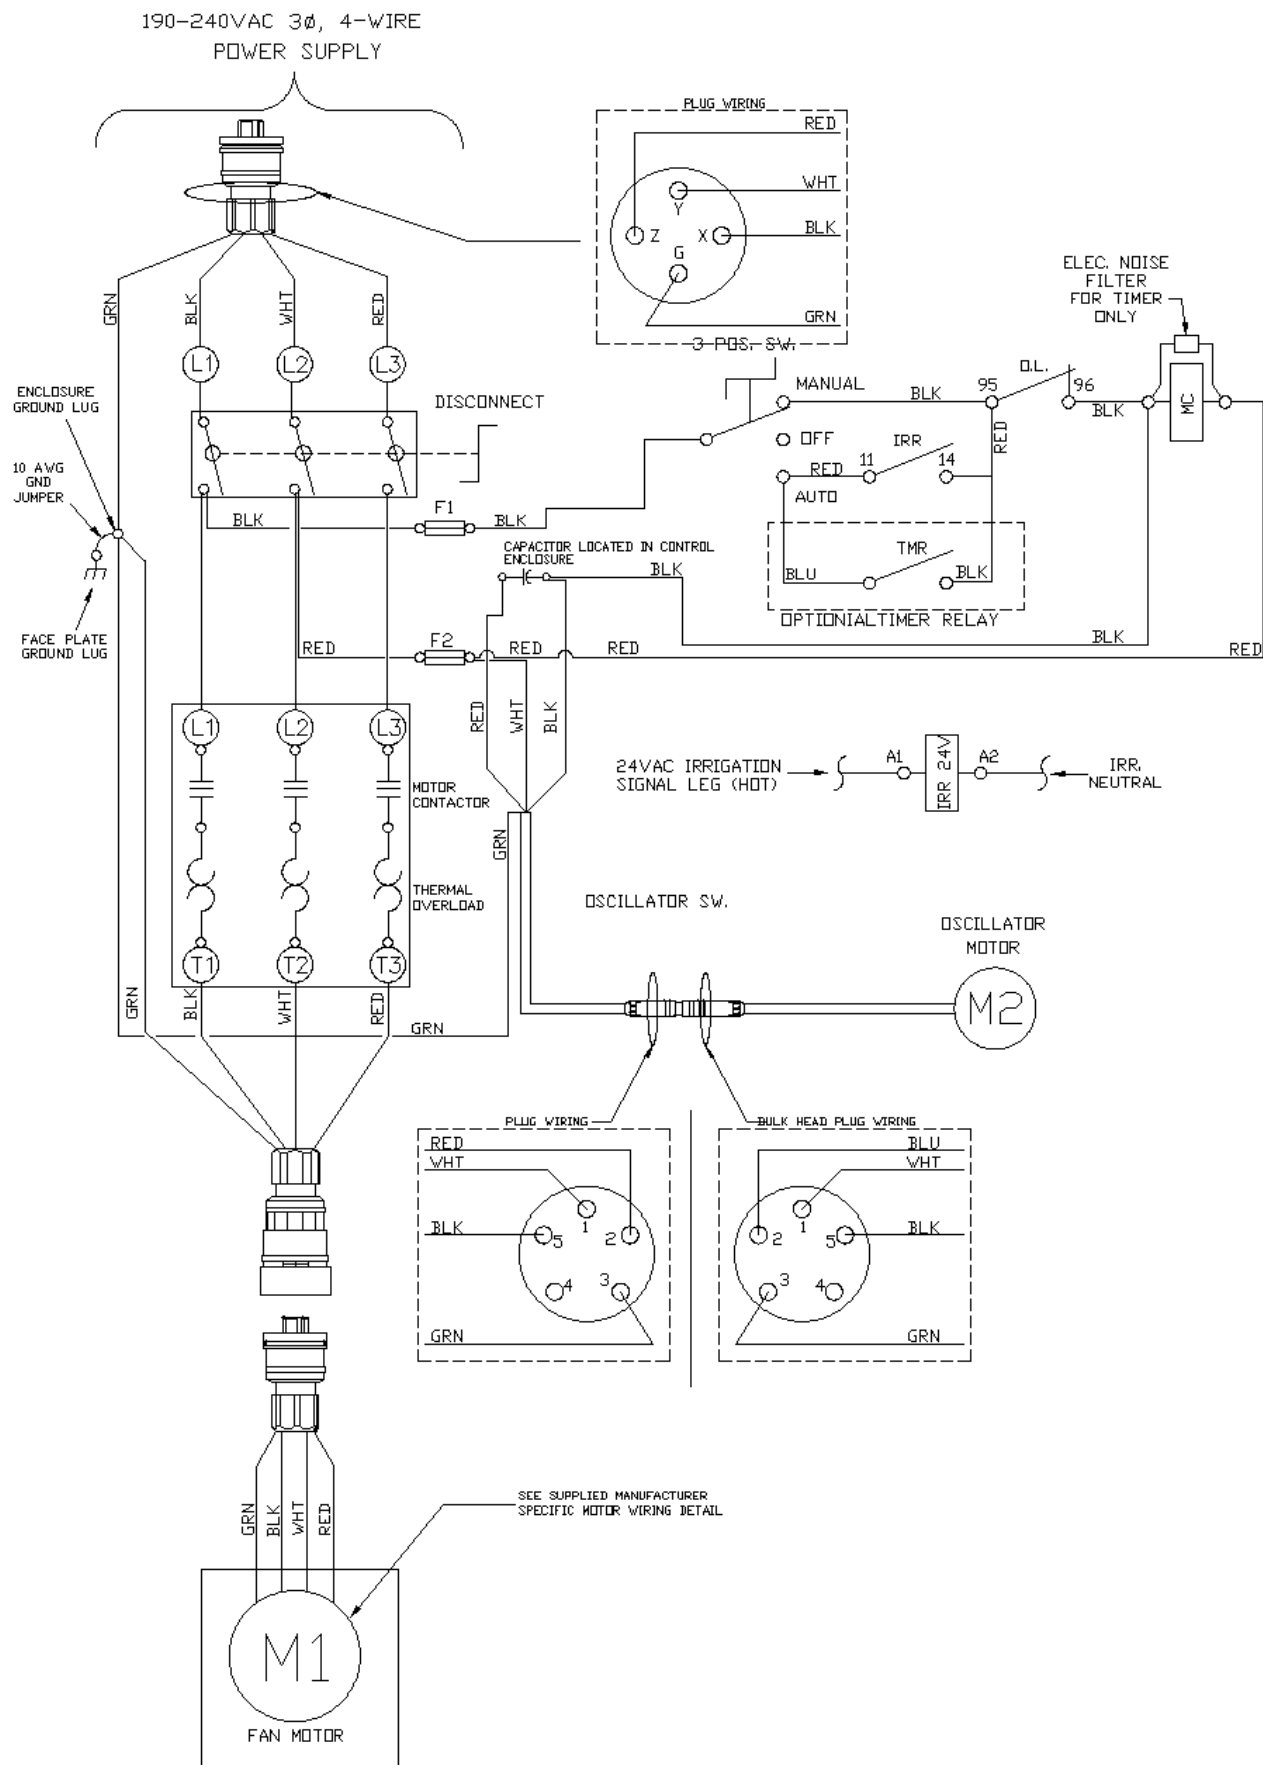 190-240VAC 3ø, 4-WIRE
POWER SUPPLY
PLUG WIRING
RED
WHT
BLK
GRN
Y
Z
X
G
GRN
BLK
WHT
RED
L1
L2
L3
DISCONNECT
ENCLOSURE
GROUND LUG
10 AWG
GND
JUMPER
FACE PLATE
GROUND LUG
3 POS. SW.
MANUAL
OFF
AUTO
BLK
95
O.L.
96
BLK
ELEC. NOISE
FILTER
FOR TIMER
ONLY
MC
RED
IRR
RED
11
14
TMR
BLU
BLK
OPTIONIALTIMER RELAY
BLK
F1
BLK
CAPACITOR LOCATED IN CONTROL
ENCLOSURE
BLK
BLK
RED
F2
RED
RED
RED
RED
WHT
BLK
L1
L2
L3
MOTOR
CONTACTOR
THERMAL
OVERLOAD
T1
T2
T3
24VAC IRRIGATION
SIGNAL LEG (HOT)
A1
IRR 24V
A2
IRR.
NEUTRAL
GRN
OSCILLATOR SW.
OSCILLATOR
MOTOR
M2
GRN
BLK
WHT
RED
GRN
PLUG WIRING
RED
WHT
BLK
GRN
1
2
3
4
5
BULK HEAD PLUG WIRING
BLU
WHT
BLK
GRN
1
2
3
4
5
SEE SUPPLIED MANUFACTURER
SPECIFIC MOTOR WIRING DETAIL
GRN
BLK
WHT
RED
M1
FAN MOTOR